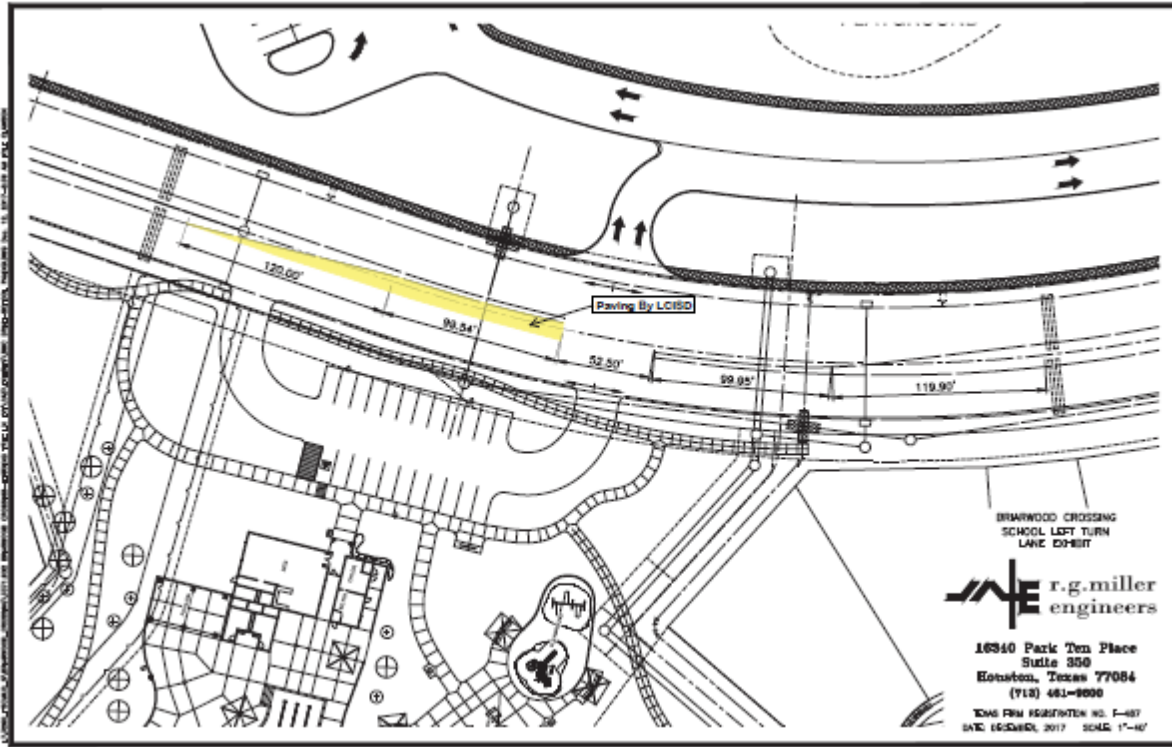 PLAYGROUND
120.00'
99.54'
Paving By LCISD
52.50'
99.95'
119.90'
BRIARWOOD CROSSING
SCHOOL LEFT TURN
LANE EXHIBIT
r.g.miller
engineers
16340 Park Ten Place
Suite 350
Houston, Texas 77084
(713) 461-9600
TEXAS FIRM REGISTRATION NO. F-487
DATE: DECEMBER, 2017 SCALE: 1"=40'